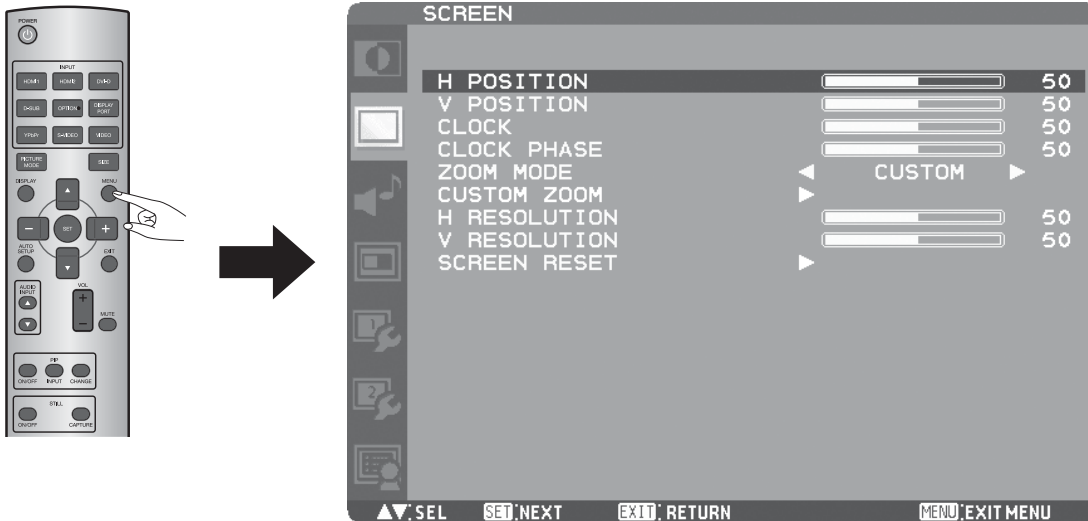 POWER
INPUT
HDMI1 HDMI2 DVI-D
D-SUB OPTION DISPLAY PORT
YPbPr S-VIDEO VIDEO
PICTURE MODE SIZE
DISPLAY MENU
SET
AUTO SETUP EXIT
AUDIO INPUT VOL
MUTE
PIP
ON/OFF INPUT CHANGE
STILL
ON/OFF CAPTURE
SCREEN
H POSITION 50
V POSITION 50
CLOCK 50
CLOCK PHASE 50
ZOOM MODE ◀ CUSTOM ▶
CUSTOM ZOOM ▶
H RESOLUTION 50
V RESOLUTION 50
SCREEN RESET ▶
1
2
▲▼:SEL SET:NEXT EXIT:RETURN MENU:EXIT MENU